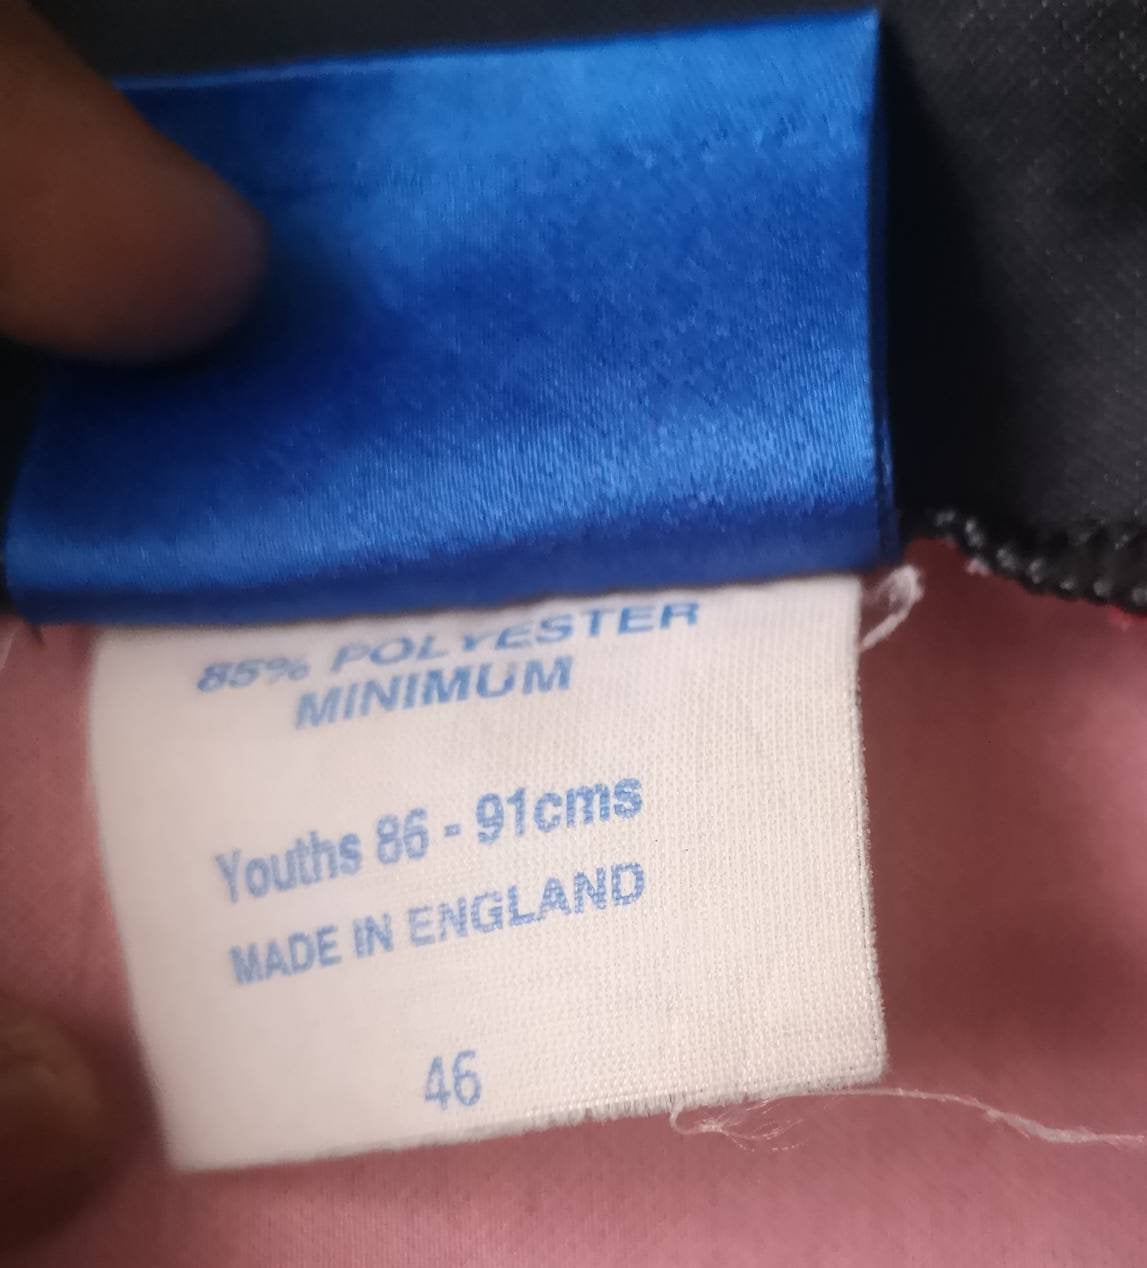 85% POLYESTER
MINIMUM
Youths 86 - 91cms
MADE IN ENGLAND
46